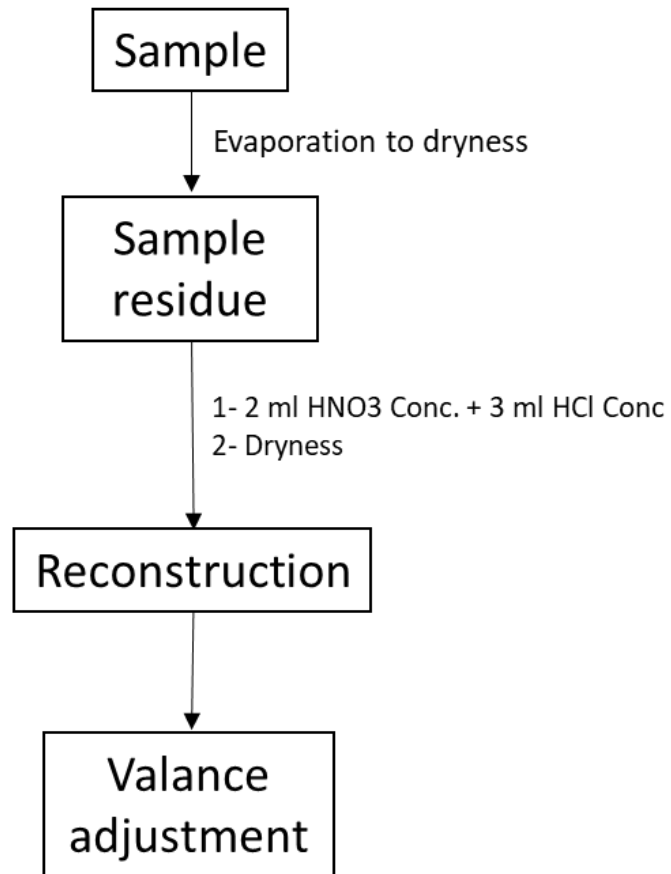 Sample
Evaporation to dryness
Sample
residue
1- 2 ml HNO3 Conc. + 3 ml HCl Conc
2- Dryness
Reconstruction
Valance
adjustment